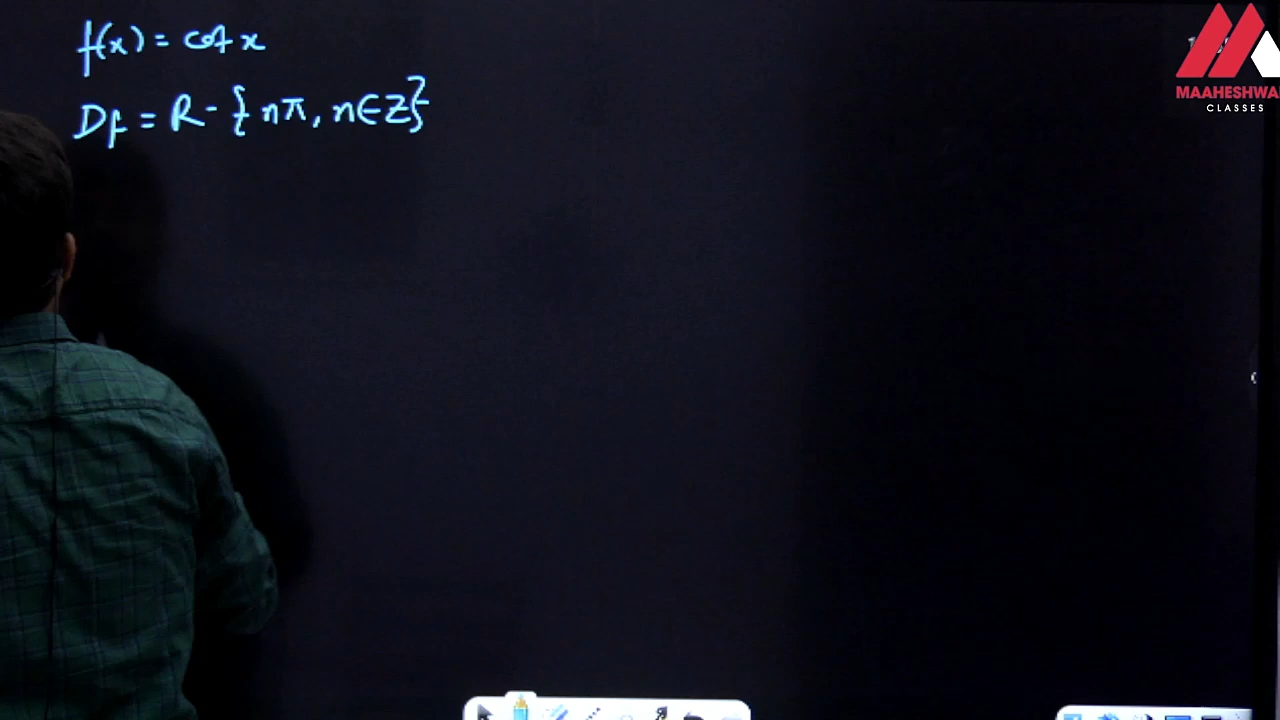 f(x) = cot x
Df = R - { nπ, n∈Z}
MAAHESHWA
CLASSES